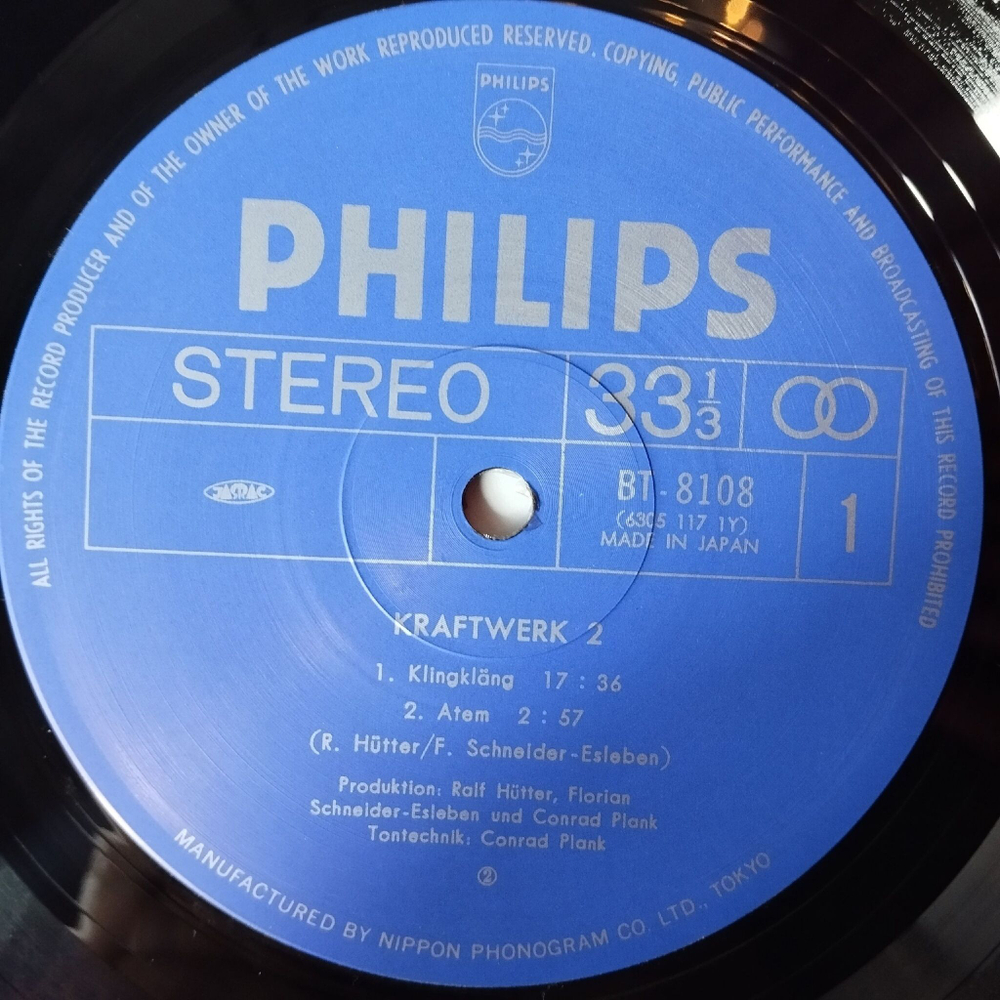 ALL RIGHTS OF THE RECORD PRODUCER AND OF THE OWNER OF THE WORK REPRODUCED RESERVED. COPYING, PUBLIC PERFORMANCE AND BROADCASTING OF THIS RECORD PROHIBITED
PHILIPS
PHILIPS
STEREO
33 1/3
JASRAC
BT-8108
(6305 117 1Y)
MADE IN JAPAN
1
KRAFTWERK 2
1. Klingkläng 17 : 36
2. Atem 2 : 57
(R. Hütter/F. Schneider-Esleben)
Produktion: Ralf Hütter, Florian
Schneider-Esleben und Conrad Plank
Tontechnik: Conrad Plank
②
MANUFACTURED BY NIPPON PHONOGRAM CO. LTD., TOKYO